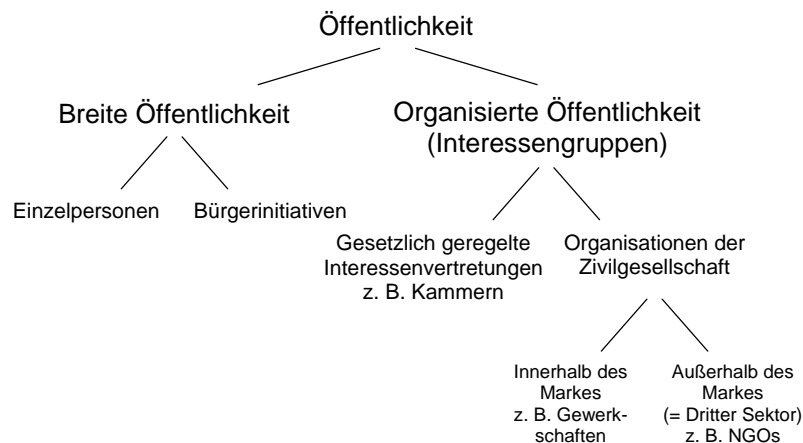 Öffentlichkeit
Breite Öffentlichkeit
Organisierte Öffentlichkeit
(Interessengruppen)
Einzelpersonen
Bürgerinitiativen
Gesetzlich geregelte
Interessenvertretungen
z. B. Kammern
Organisationen der
Zivilgesellschaft
Innerhalb des
Markes
z. B. Gewerk-
schaften
Außerhalb des
Markes
(= Dritter Sektor)
z. B. NGOs